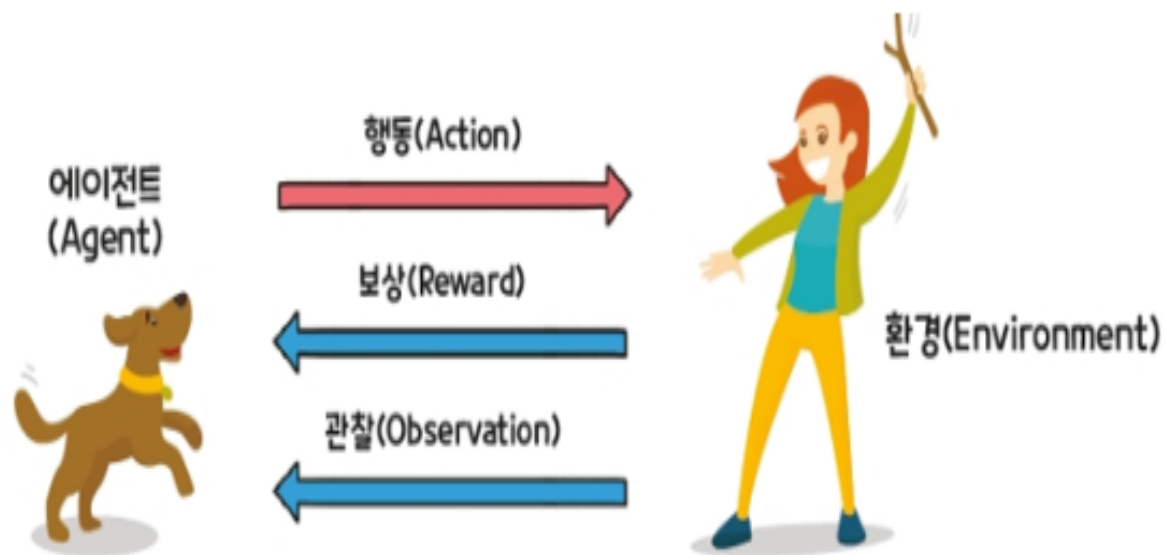 행동(Action)
에이전트
(Agent)
보상(Reward)
환경(Environment)
관찰(Observation)